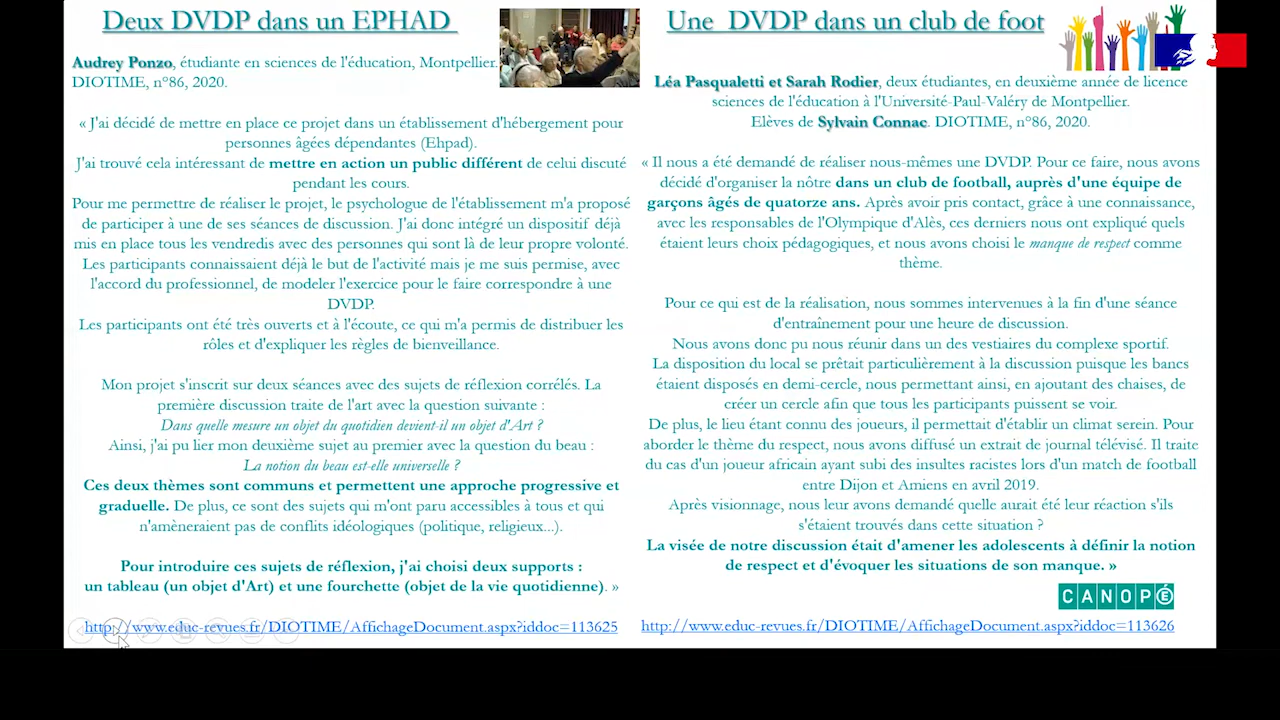 Deux DVDP dans un EPHAD
Audrey Ponzo, étudiante en sciences de l'éducation, Montpellier.
DIOTIME, n°86, 2020.
« J'ai décidé de mettre en place ce projet dans un établissement d'hébergement pour
personnes âgées dépendantes (Ehpad).
J'ai trouvé cela intéressant de mettre en action un public différent de celui discuté
pendant les cours.
Pour me permettre de réaliser le projet, le psychologue de l'établissement m'a proposé
de participer à une de ses séances de discussion. J'ai donc intégré un dispositif déjà
mis en place tous les vendredis avec des personnes qui sont là de leur propre volonté.
Les participants connaissaient déjà le but de l'activité mais je me suis permise, avec
l'accord du professionnel, de modeler l'exercice pour le faire correspondre à une
DVDP.
Les participants ont été très ouverts et à l'écoute, ce qui m'a permis de distribuer les
rôles et d'expliquer les règles de bienveillance.
Mon projet s'inscrit sur deux séances avec des sujets de réflexion corrélés. La
première discussion traite de l'art avec la question suivante :
Dans quelle mesure un objet du quotidien devient-il un objet d'Art ?
Ainsi, j'ai pu lier mon deuxième sujet au premier avec la question du beau :
La notion du beau est-elle universelle ?
Ces deux thèmes sont communs et permettent une approche progressive et
graduelle. De plus, ce sont des sujets qui m'ont paru accessibles à tous et qui
n'amèneraient pas de conflits idéologiques (politique, religieux...).
Pour introduire ces sujets de réflexion, j'ai choisi deux supports :
un tableau (un objet d'Art) et une fourchette (objet de la vie quotidienne). »
http://www.educ-revues.fr/DIOTIME/AffichageDocument.aspx?iddoc=113625
Une DVDP dans un club de foot
Léa Pasqualetti et Sarah Rodier, deux étudiantes, en deuxième année de licence
sciences de l'éducation à l'Université-Paul-Valéry de Montpellier.
Elèves de Sylvain Connac. DIOTIME, n°86, 2020.
« Il nous a été demandé de réaliser nous-mêmes une DVDP. Pour ce faire, nous avons
décidé d'organiser la nôtre dans un club de football, auprès d'une équipe de
garçons âgés de quatorze ans. Après avoir pris contact, grâce à une connaissance,
avec les responsables de l'Olympique d'Alès, ces derniers nous ont expliqué quels
étaient leurs choix pédagogiques, et nous avons choisi le manque de respect comme
thème.
Pour ce qui est de la réalisation, nous sommes intervenues à la fin d'une séance
d'entraînement pour une heure de discussion.
Nous avons donc pu nous réunir dans un des vestiaires du complexe sportif.
La disposition du local se prêtait particulièrement à la discussion puisque les bancs
étaient disposés en demi-cercle, nous permettant ainsi, en ajoutant des chaises, de
créer un cercle afin que tous les participants puissent se voir.
De plus, le lieu étant connu des joueurs, il permettait d'établir un climat serein. Pour
aborder le thème du respect, nous avons diffusé un extrait de journal télévisé. Il traite
du cas d'un joueur africain ayant subi des insultes racistes lors d'un match de football
entre Dijon et Amiens en avril 2019.
Après visionnage, nous leur avons demandé quelle aurait été leur réaction s'ils
s'étaient trouvés dans cette situation ?
La visée de notre discussion était d'amener les adolescents à définir la notion
de respect et d'évoquer les situations de son manque. »
CANOPÉ
http://www.educ-revues.fr/DIOTIME/AffichageDocument.aspx?iddoc=113626